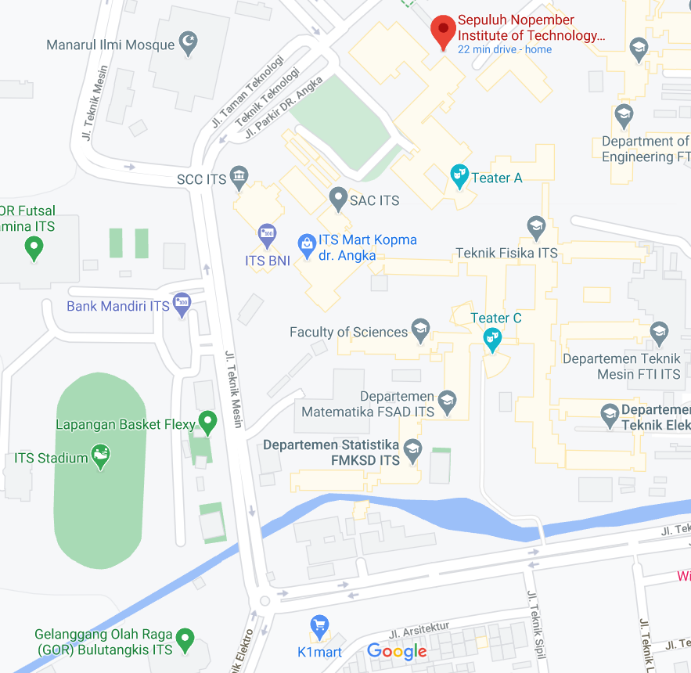 Sepuluh Nopember
Institute of Technology...
22 min drive - home
Manarul Ilmi Mosque
Jl. Teknik Mesin
Jl. Taman Teknologi
Teknik Teknologi
Jl. Parkir DR. Angka
Department of
Engineering FT
SCC ITS
Teater A
SAC ITS
OR Futsal
amina ITS
ITS BNI
ITS Mart Kopma
dr. Angka
Teknik Fisika ITS
Bank Mandiri ITS
Teater C
Faculty of Sciences
Departemen Teknik
Mesin FTI ITS
Jl. Teknik Mesin
Departemen
Matematika FSAD ITS
Departem
Teknik Elek
Lapangan Basket Flexy
ITS Stadium
Departemen Statistika
FMKSD ITS
Jl. Tek
Wi
K1mart
Jl. Arsitektur
Google
Jl. Teknik Sipil
Jl. Teknik L
Gelanggang Olah Raga
(GOR) Bulutangkis ITS
nik Elektro